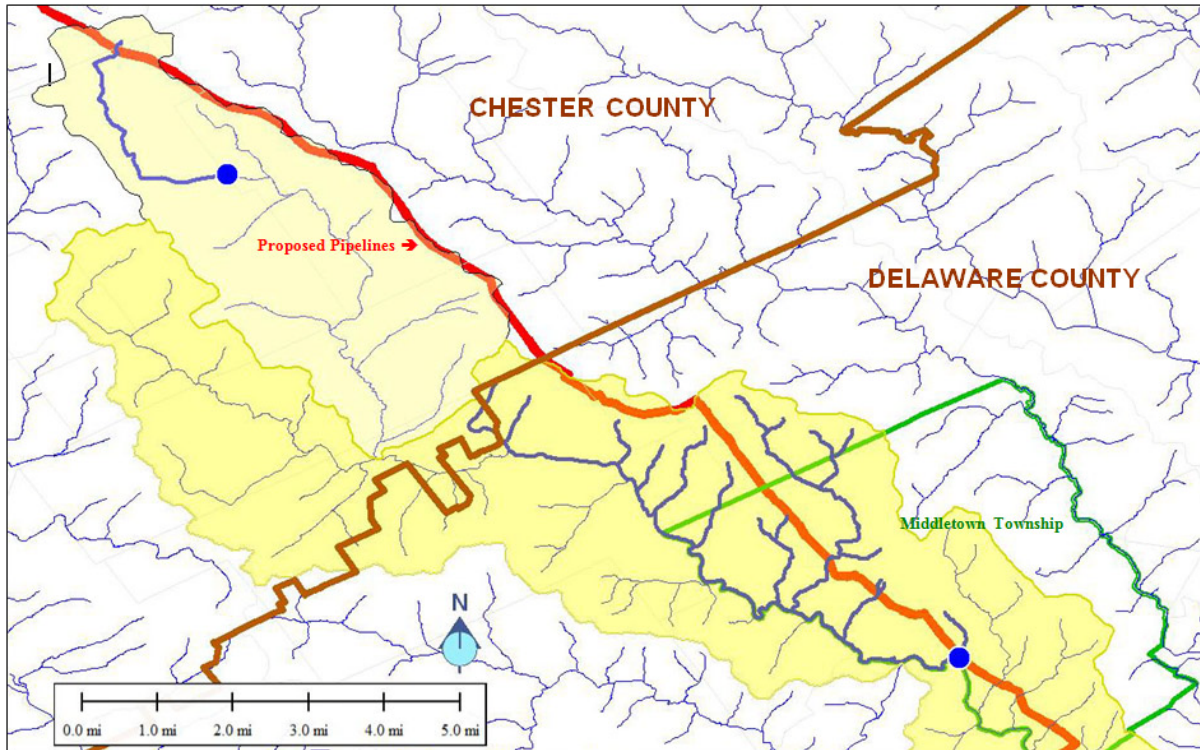 CHESTER COUNTY
Proposed Pipelines ➔
DELAWARE COUNTY
Middletown Township
N
0.0 mi 1.0 mi 2.0 mi 3.0 mi 4.0 mi 5.0 mi